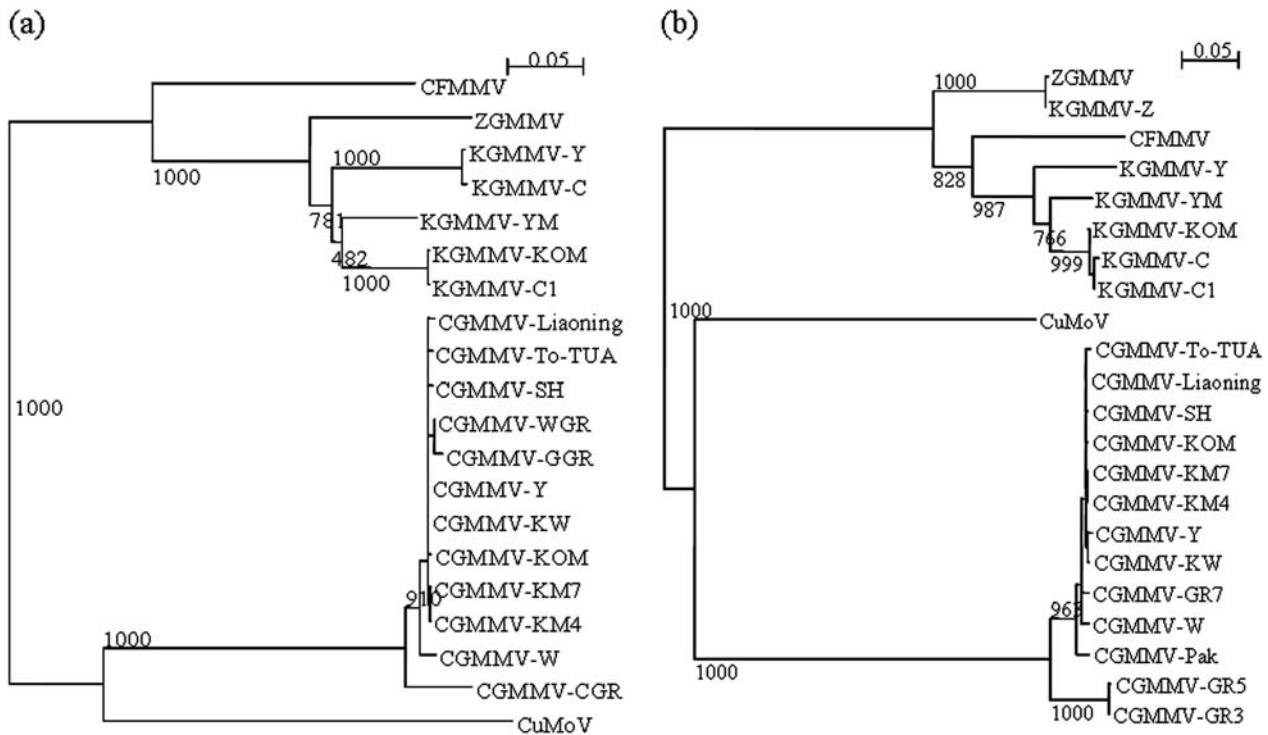 (a)
0.05
CFMMV
ZGMMV
1000
KGMMV-Y
1000
KGMMV-C
781
KGMMV-YM
482
KGMMV-KOM
1000
KGMMV-C1
CGMMV-Liaoning
CGMMV-To-TUA
CGMMV-SH
1000
CGMMV-WGR
CGMMV-GGR
CGMMV-Y
CGMMV-KW
CGMMV-KOM
CGMMV-KM7
910
CGMMV-KM4
1000
CGMMV-W
CGMMV-CGR
CuMoV
(b)
0.05
1000
ZGMMV
KGMMV-Z
CFMMV
828
KGMMV-Y
987
KGMMV-YM
766
KGMMV-KOM
999
KGMMV-C
KGMMV-C1
1000
CuMoV
CGMMV-To-TUA
CGMMV-Liaoning
CGMMV-SH
CGMMV-KOM
CGMMV-KM7
CGMMV-KM4
CGMMV-Y
CGMMV-KW
CGMMV-GR7
963
CGMMV-W
1000
CGMMV-Pak
CGMMV-GR5
1000
CGMMV-GR3